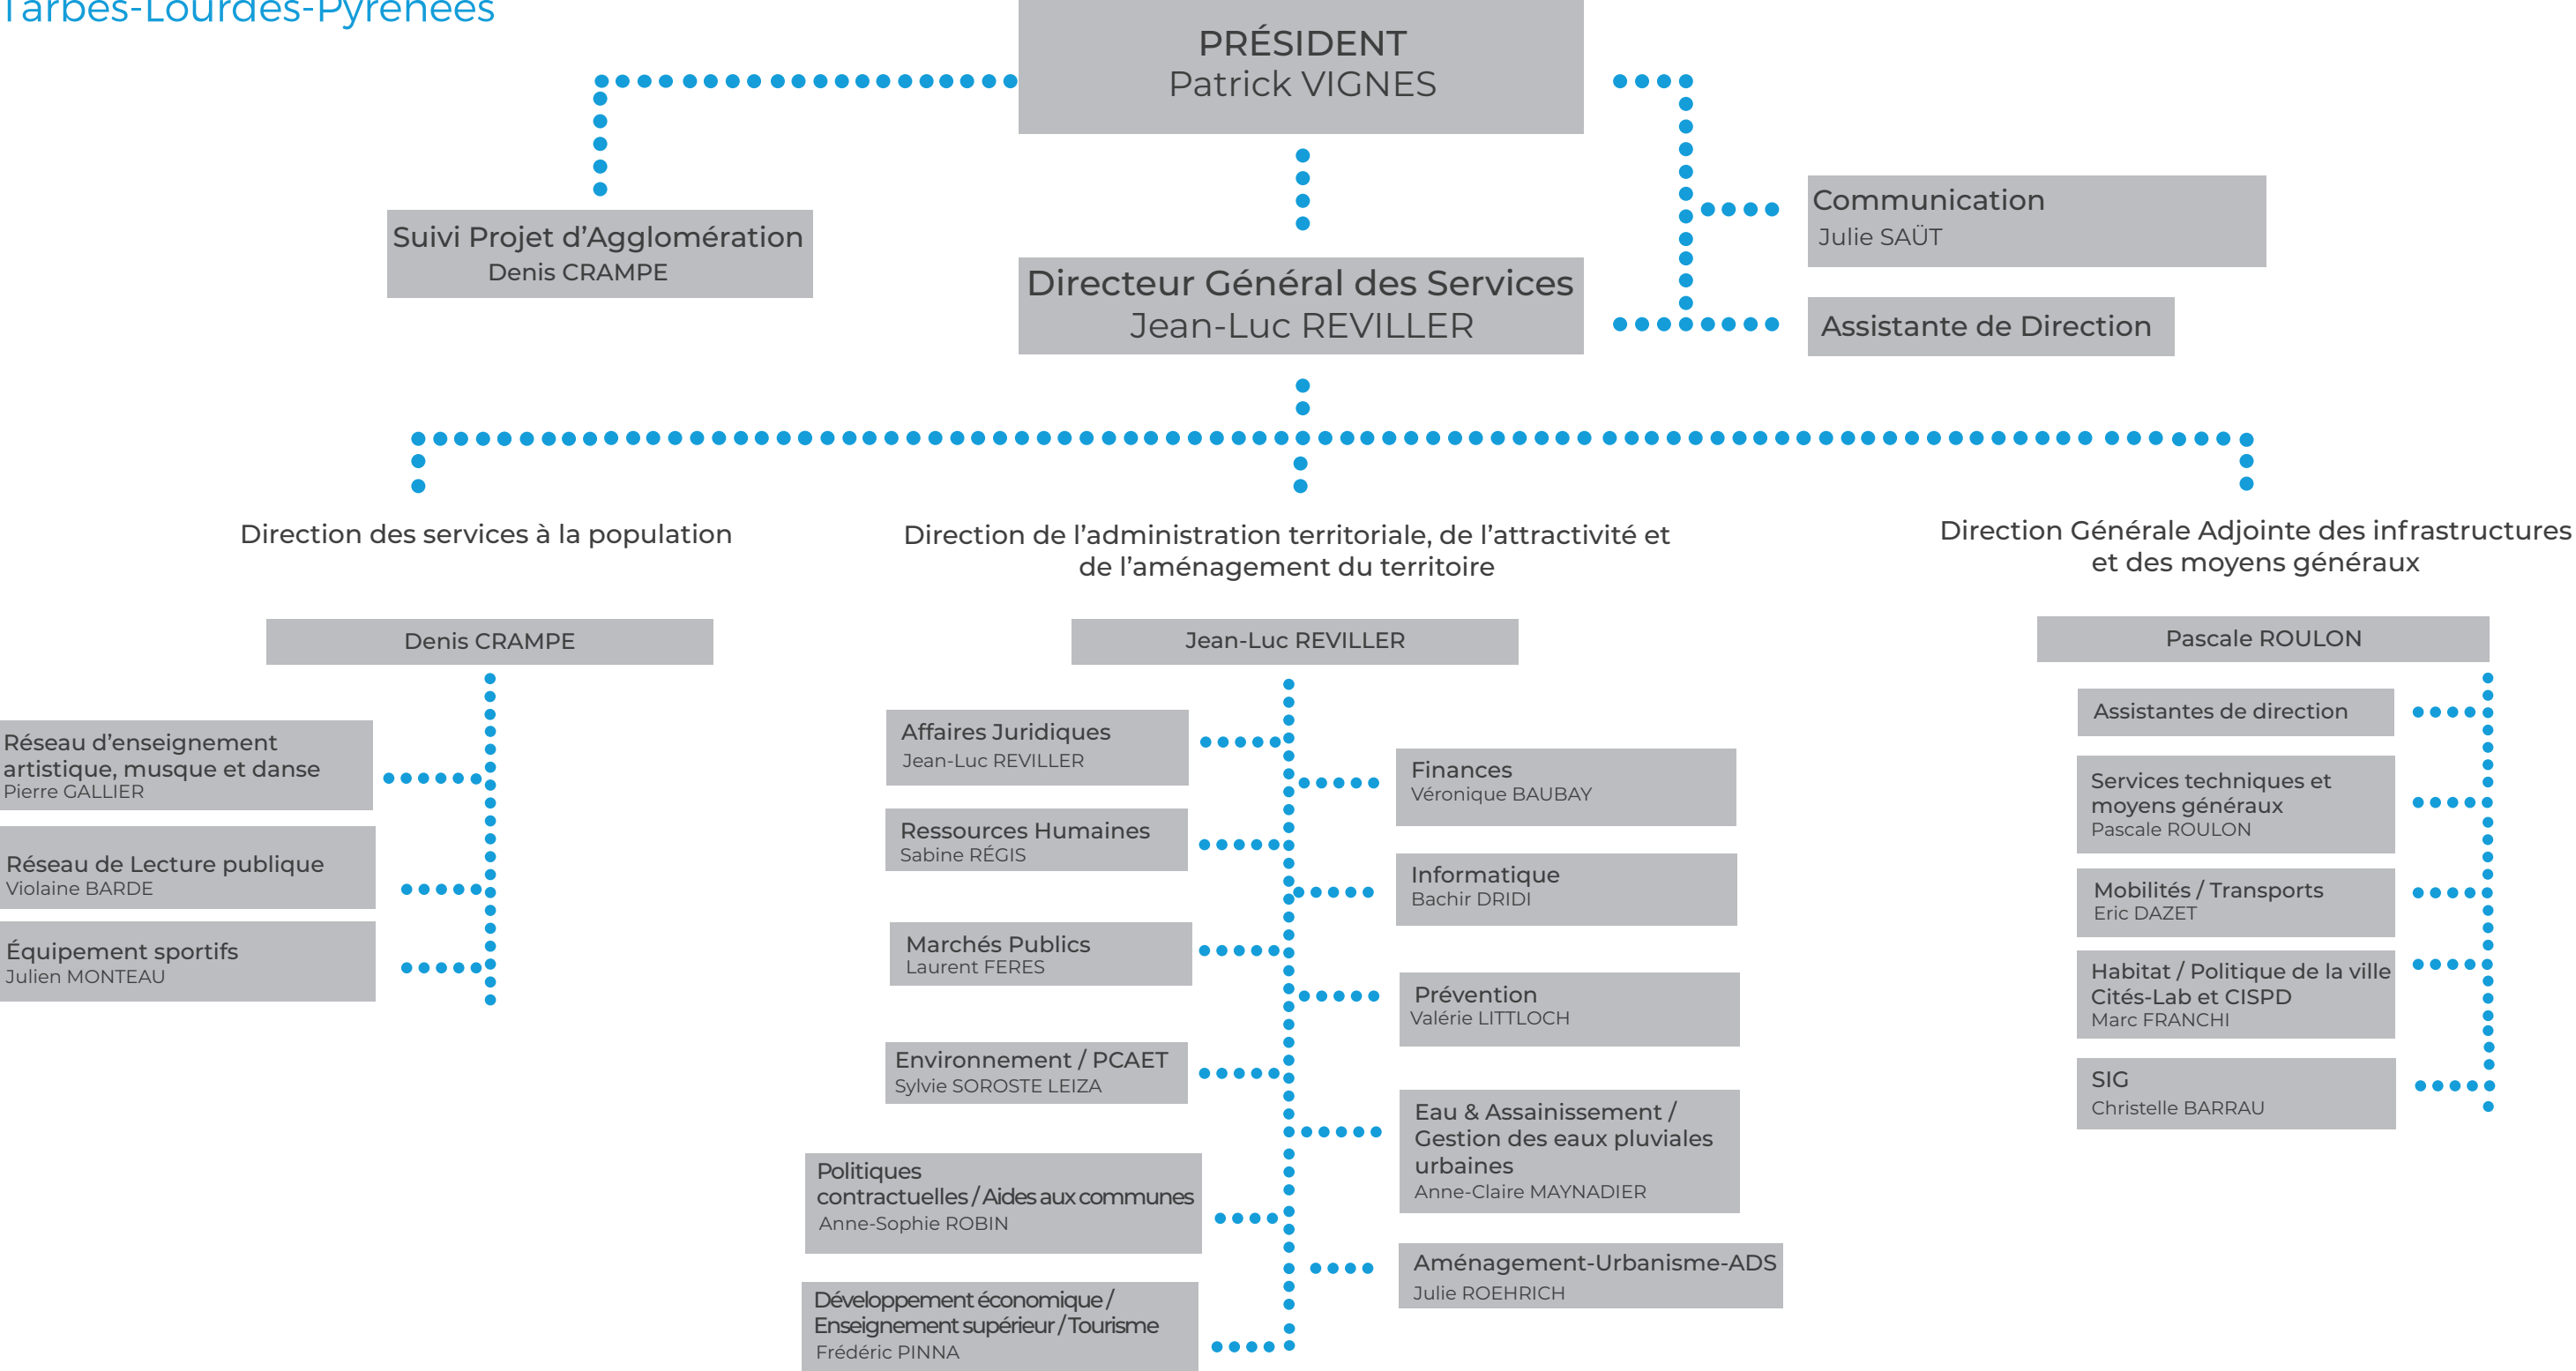 Tarbes-Lourdes-Pyrénées
PRÉSIDENT
Patrick VIGNES
Suivi Projet d’Agglomération
Denis CRAMPE
Communication
Julie SAÜT
Directeur Général des Services
Jean-Luc REVILLER
Assistante de Direction
Direction des services à la population
Denis CRAMPE
Réseau d’enseignement
artistique, musque et danse
Pierre GALLIER
Réseau de Lecture publique
Violaine BARDE
Équipement sportifs
Julien MONTEAU
Direction de l’administration territoriale, de l’attractivité et
de l’aménagement du territoire
Jean-Luc REVILLER
Affaires Juridiques
Jean-Luc REVILLER
Finances
Véronique BAUBAY
Ressources Humaines
Sabine RÉGIS
Informatique
Bachir DRIDI
Marchés Publics
Laurent FERES
Prévention
Valérie LITTLOCH
Environnement / PCAET
Sylvie SOROSTE LEIZA
Eau & Assainissement /
Gestion des eaux pluviales
urbaines
Anne-Claire MAYNADIER
Politiques
contractuelles / Aides aux communes
Anne-Sophie ROBIN
Aménagement-Urbanisme-ADS
Julie ROEHRICH
Développement économique /
Enseignement supérieur / Tourisme
Frédéric PINNA
Direction Générale Adjointe des infrastructures
et des moyens généraux
Pascale ROULON
Assistantes de direction
Services techniques et
moyens généraux
Pascale ROULON
Mobilités / Transports
Eric DAZET
Habitat / Politique de la ville
Cités-Lab et CISPD
Marc FRANCHI
SIG
Christelle BARRAU